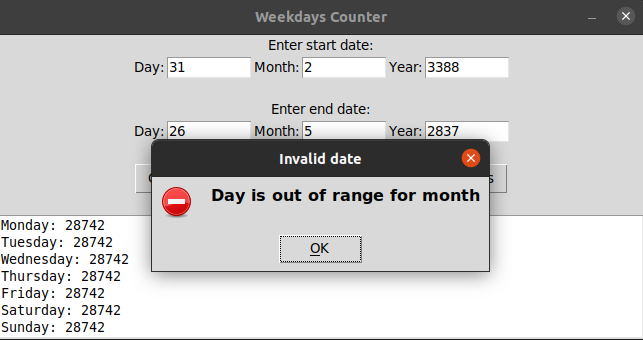 Weekdays Counter
Enter start date:
Day: 31 Month: 2 Year: 3388
Enter end date:
Day: 26 Month: 5 Year: 2837
Invalid date
Day is out of range for month
OK
Monday: 28742
Tuesday: 28742
Wednesday: 28742
Thursday: 28742
Friday: 28742
Saturday: 28742
Sunday: 28742